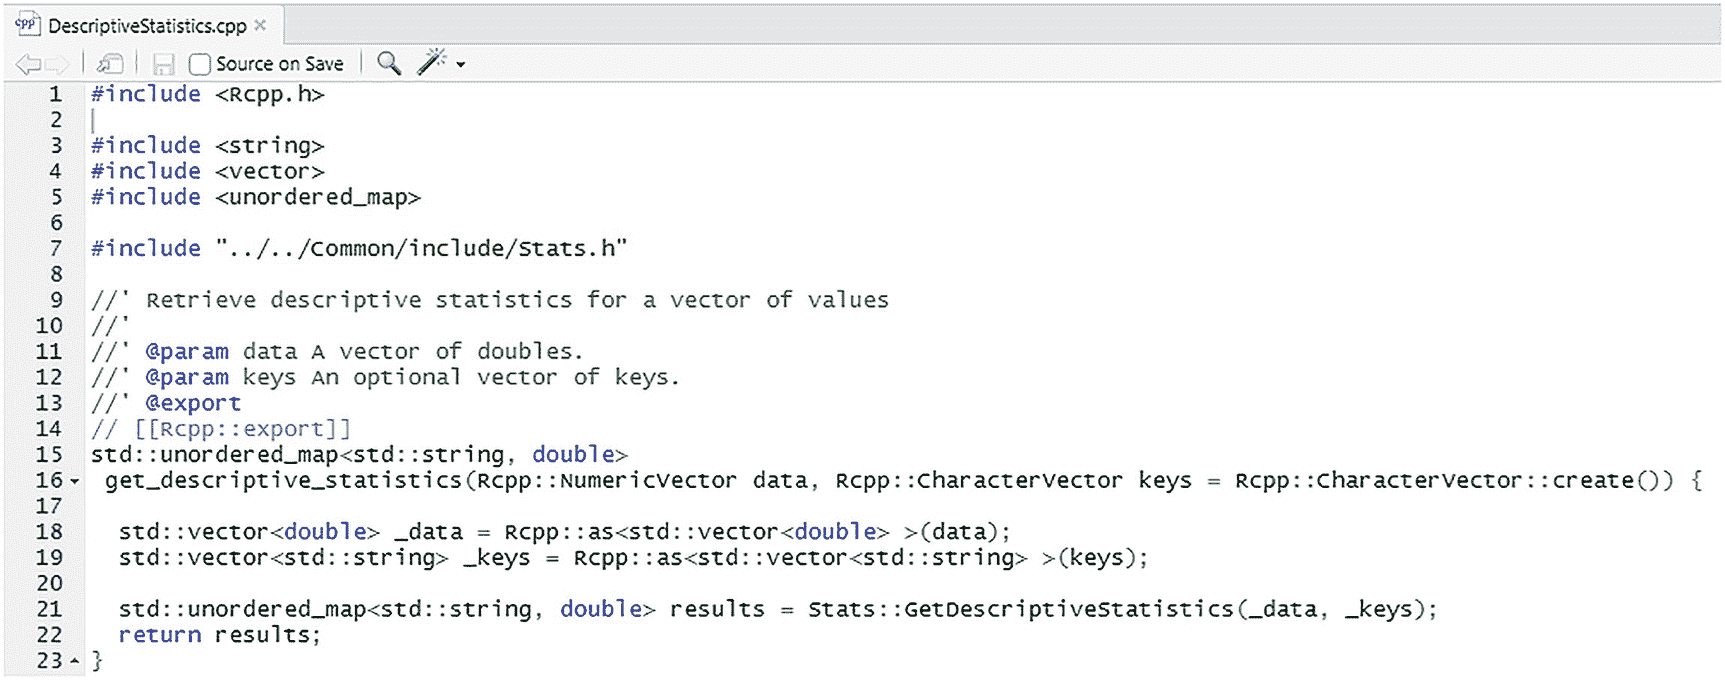 cpp DescriptiveStatistics.cpp ×
Source on Save
1 #include <Rcpp.h>
2
3 #include <string>
4 #include <vector>
5 #include <unordered_map>
6
7 #include "../../Common/include/Stats.h"
8
9 //' Retrieve descriptive statistics for a vector of values
10 //'
11 //' @param data A vector of doubles.
12 //' @param keys An optional vector of keys.
13 //' @export
14 // [[Rcpp::export]]
15 std::unordered_map<std::string, double>
16 get_descriptive_statistics(Rcpp::NumericVector data, Rcpp::CharacterVector keys = Rcpp::CharacterVector::create()) {
17
18 std::vector<double> _data = Rcpp::as<std::vector<double> >(data);
19 std::vector<std::string> _keys = Rcpp::as<std::vector<std::string> >(keys);
20
21 std::unordered_map<std::string, double> results = Stats::GetDescriptiveStatistics(_data, _keys);
22 return results;
23 }